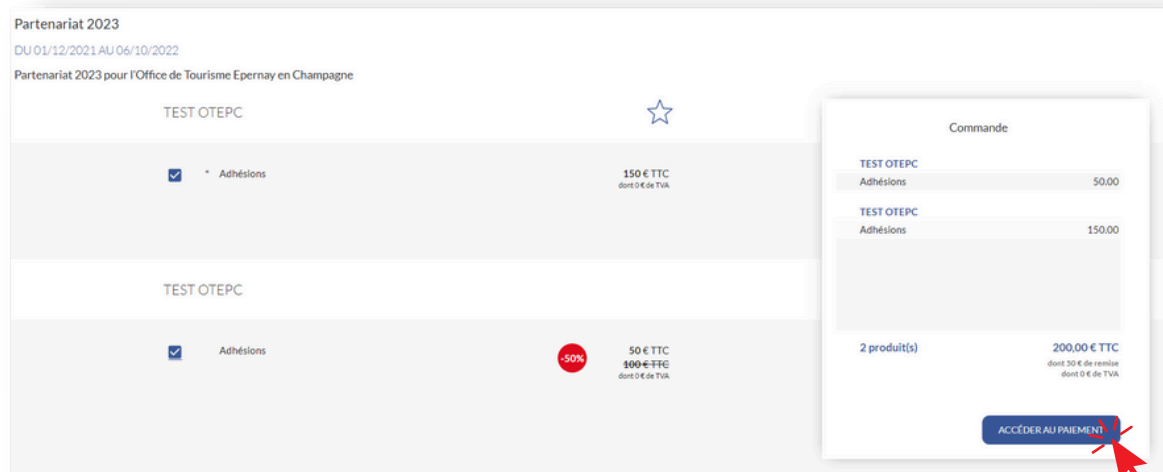 Partenariat 2023
DU 01/12/2021 AU 06/10/2022
Partenariat 2023 pour l'Office de Tourisme Epernay en Champagne
TEST OTEPC
* Adhésions
150 € TTC
dont 0 € de TVA
TEST OTEPC
Adhésions
-50%
50 € TTC
100 € TTC
dont 0 € de TVA
Commande
TEST OTEPC
Adhésions 50.00
TEST OTEPC
Adhésions 150.00
2 produit(s) 200,00 € TTC
dont 50 € de remise
dont 0 € de TVA
ACCÉDER AU PAIEMENT